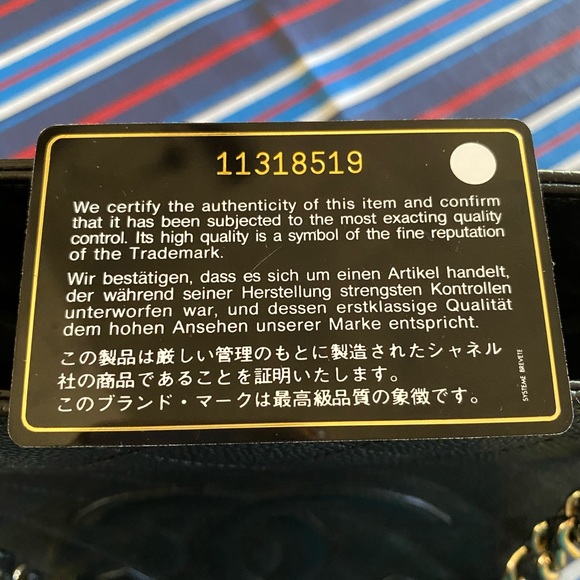 11318519
We certify the authenticity of this item and confirm
that it has been subjected to the most exacting quality
control. Its high quality is a symbol of the fine reputation
of the Trademark.
Wir bestätigen, dass es sich um einen Artikel handelt,
der während seiner Herstellung strengsten Kontrollen
unterworfen war, und dessen erstklassige Qualität
dem hohen Ansehen unserer Marke entspricht.
この製品は厳しい管理のもとに製造されたシャネル
社の商品であることを証明いたします。
このブランド・マークは最高級品質の象徴です。
SYSTÈME BREVETÉ